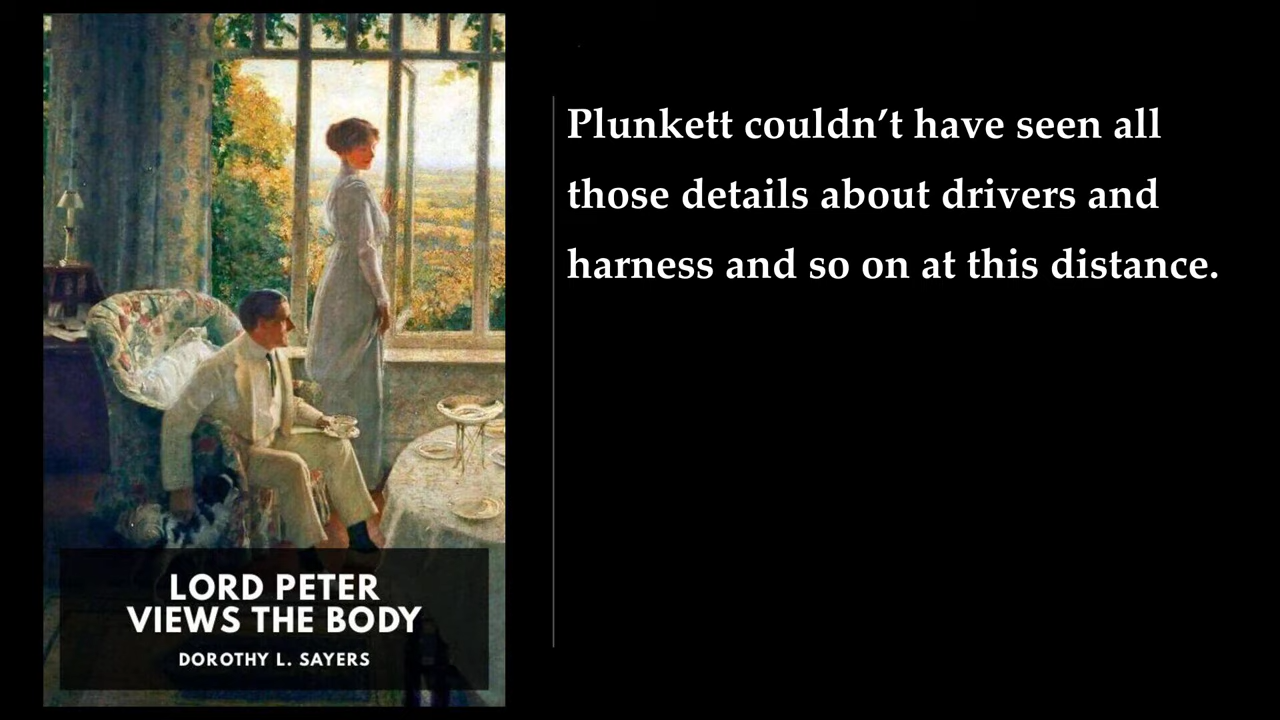 Plunkett couldn’t have seen all
those details about drivers and
harness and so on at this distance.
LORD PETER
VIEWS THE BODY
DOROTHY L. SAYERS